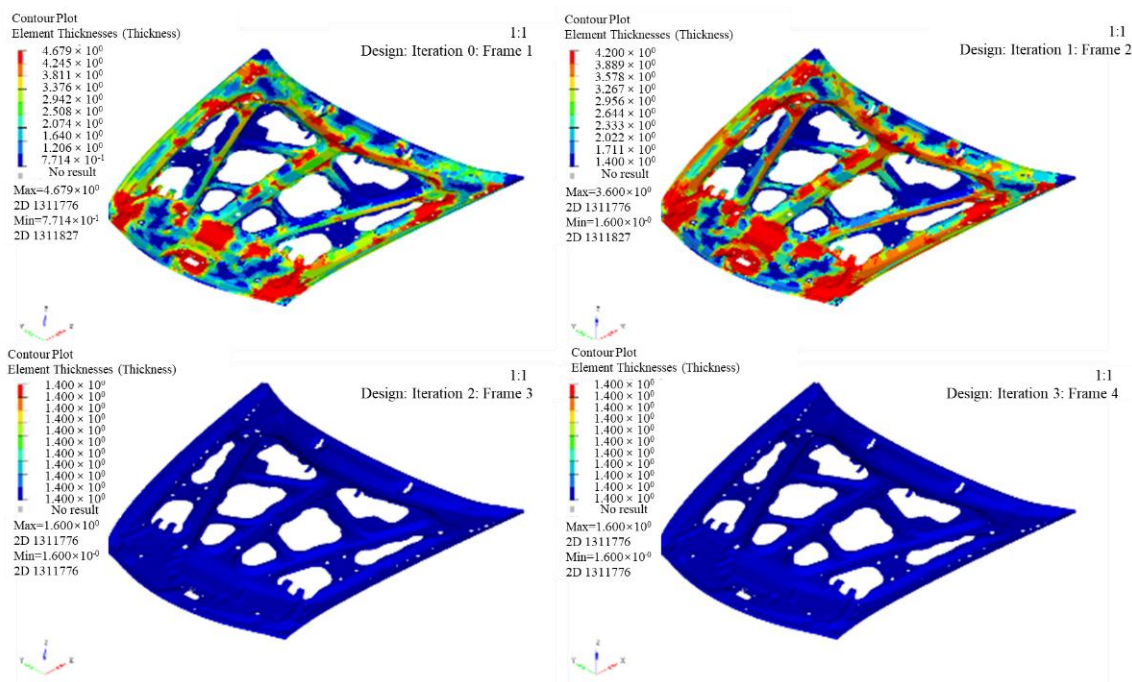 Contour Plot
Element Thicknesses (Thickness)
1:1
Design: Iteration 0: Frame 1
4.679 × 10⁰
4.245 × 10⁰
3.811 × 10⁰
3.376 × 10⁰
2.942 × 10⁰
2.508 × 10⁰
2.074 × 10⁰
1.640 × 10⁰
1.206 × 10⁰
7.714 × 10⁻¹
No result
Max=4.679×10⁰
2D 1311776
Min=7.714×10⁻¹
2D 1311827
Contour Plot
Element Thicknesses (Thickness)
1:1
Design: Iteration 1: Frame 2
4.200 × 10⁰
3.889 × 10⁰
3.578 × 10⁰
3.267 × 10⁰
2.956 × 10⁰
2.644 × 10⁰
2.333 × 10⁰
2.022 × 10⁰
1.711 × 10⁰
1.400 × 10⁰
No result
Max=3.600×10⁰
2D 1311776
Min=1.600×10⁻⁰
2D 1311827
Contour Plot
Element Thicknesses (Thickness)
1:1
Design: Iteration 2: Frame 3
1.400 × 10⁰
1.400 × 10⁰
1.400 × 10⁰
1.400 × 10⁰
1.400 × 10⁰
1.400 × 10⁰
1.400 × 10⁰
1.400 × 10⁰
1.400 × 10⁰
1.400 × 10⁰
No result
Max=1.600×10⁰
2D 1311776
Min=1.600×10⁻⁰
2D 1311776
Y
Z
X
Contour Plot
Element Thicknesses (Thickness)
1:1
Design: Iteration 3: Frame 4
1.400 × 10⁰
1.400 × 10⁰
1.400 × 10⁰
1.400 × 10⁰
1.400 × 10⁰
1.400 × 10⁰
1.400 × 10⁰
1.400 × 10⁰
1.400 × 10⁰
1.400 × 10⁰
No result
Max=1.600×10⁰
2D 1311776
Min=1.600×10⁻⁰
2D 1311776
Y
Z
X